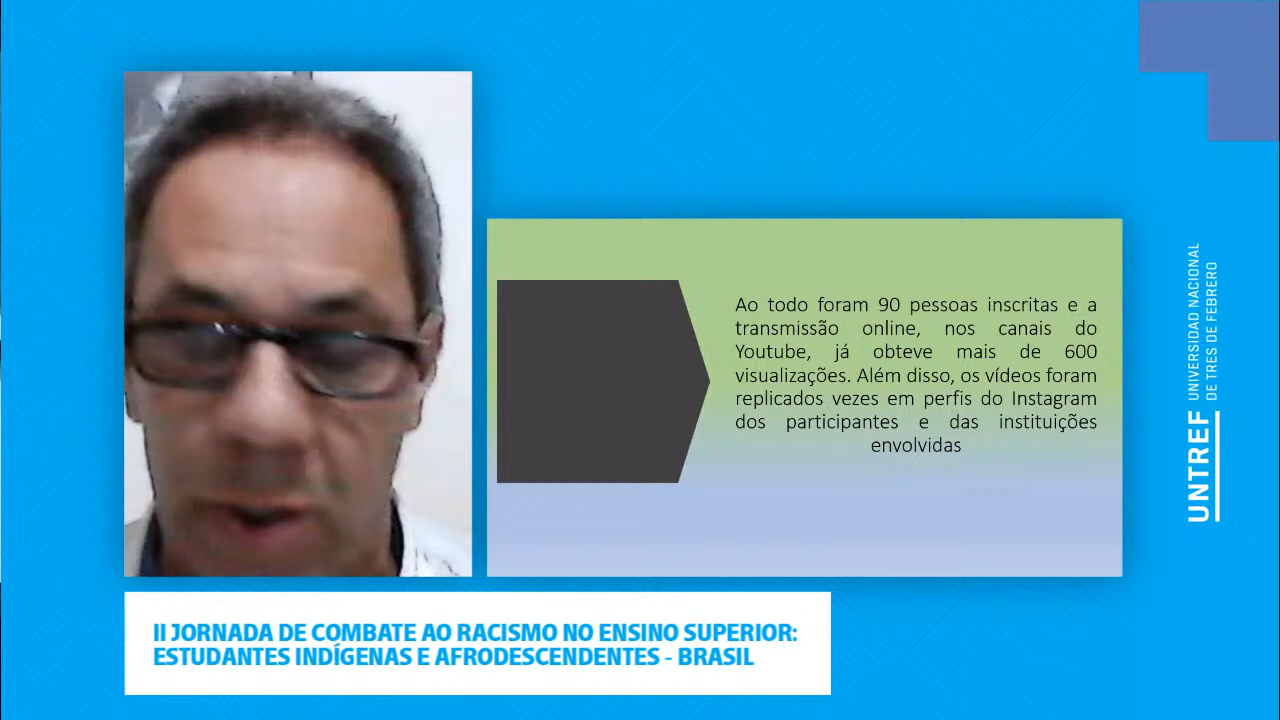 Ao todo foram 90 pessoas inscritas e a
transmissão online, nos canais do
Youtube, já obteve mais de 600
visualizações. Além disso, os vídeos foram
replicados vezes em perfis do Instagram
dos participantes e das instituições
envolvidas
UNTREF
UNIVERSIDAD NACIONAL
DE TRES DE FEBRERO
II JORNADA DE COMBATE AO RACISMO NO ENSINO SUPERIOR:
ESTUDANTES INDÍGENAS E AFRODESCENDENTES - BRASIL